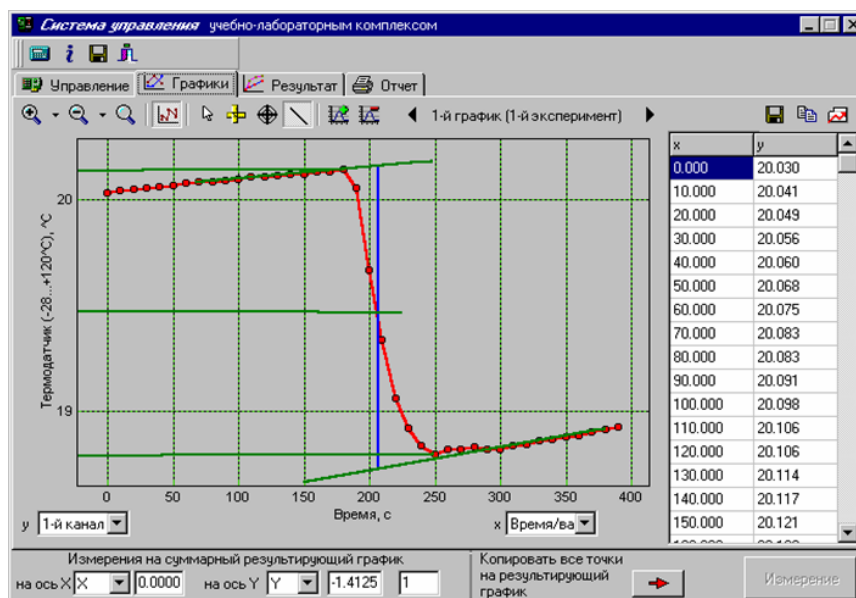 Система управления учебно-лабораторным комплексом
Управление Графики Результат Отчет
1-й график (1-й эксперимент)
Термодатчик (-28...+120^C), ^C
20
19
0 50 100 150 200 250 300 350 400
Время, с
y 1-й канал
x Время/ва
x y
0.000 20.030
10.000 20.041
20.000 20.049
30.000 20.056
40.000 20.060
50.000 20.068
60.000 20.075
70.000 20.083
80.000 20.083
90.000 20.091
100.000 20.098
110.000 20.106
120.000 20.106
130.000 20.114
140.000 20.117
150.000 20.121
Измерения на суммарный результирующий график
на ось X X 0.0000 на ось Y Y -1.4125 1
Копировать все точки
на результирующий
график
Измерение